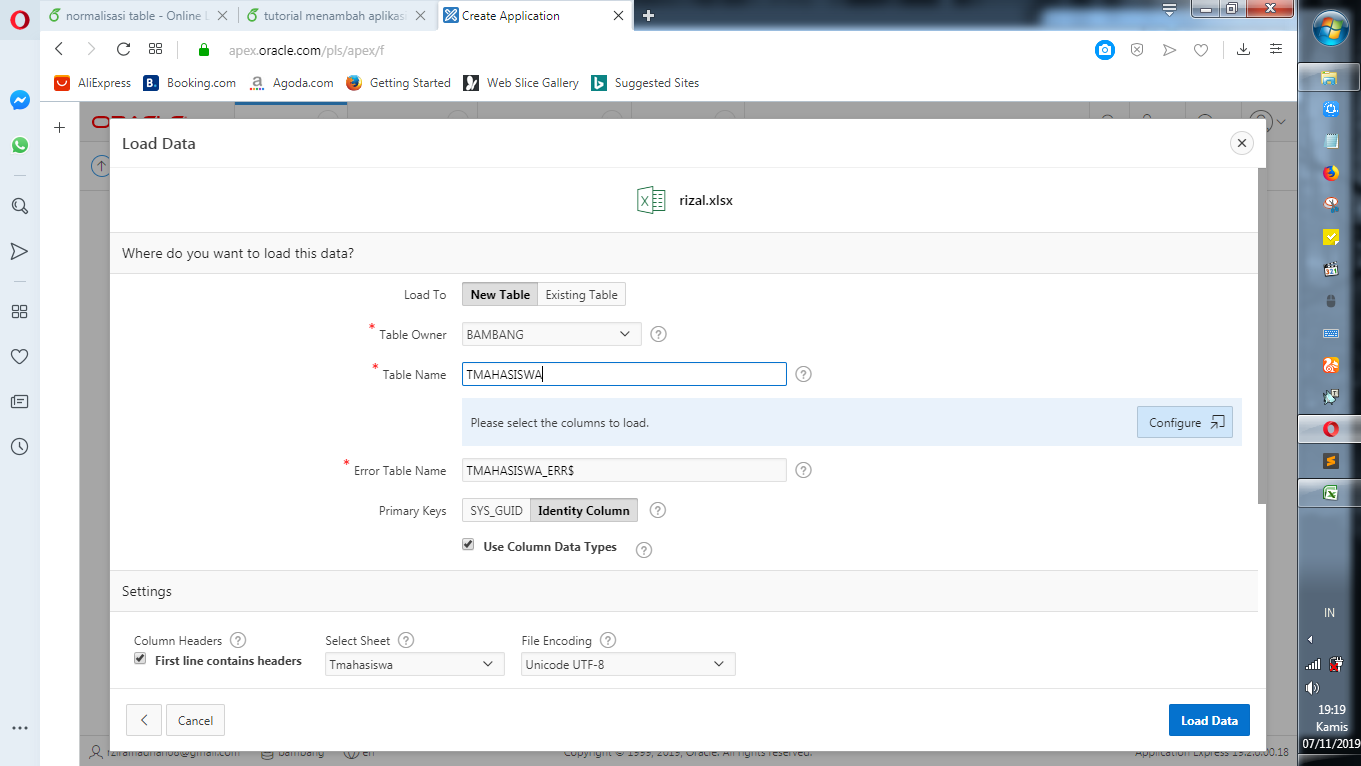 normalisasi table - Online L
tutorial menambah aplikas
Create Application
apex.oracle.com/pls/apex/f
AliExpress
Booking.com
Agoda.com
Getting Started
Web Slice Gallery
Suggested Sites
Load Data
rizal.xlsx
Where do you want to load this data?
Load To New Table Existing Table
* Table Owner BAMBANG
* Table Name TMAHASISWA
Please select the columns to load.
Configure
* Error Table Name TMAHASISWA_ERR$
Primary Keys SYS_GUID Identity Column
Use Column Data Types
Settings
Column Headers Select Sheet File Encoding
First line contains headers Tmahasiswa Unicode UTF-8
Cancel
Load Data
bambang
en
Copyright © 1999, 2019, Oracle. All rights reserved.
Application Express 19.2.0.00.18
IN
19:19
Kamis
07/11/2019